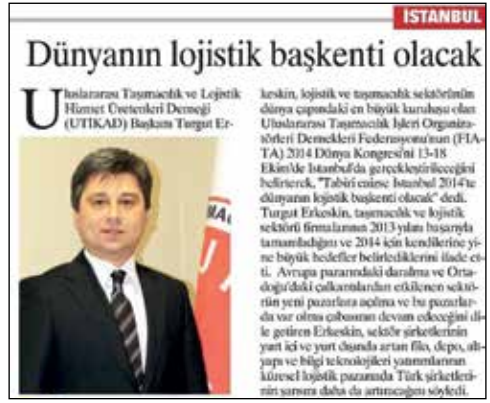 İSTANBUL
Dünyanın lojistik başkenti olacak
Uluslararası Taşımacılık ve Lojistik
Hizmet Üretenleri Derneği
(UTİKAD) Başkanı Turgut Er-
keskin, lojistik ve taşımacılık sektörünün
dünya çapındaki en büyük kuruluşu olan
Uluslararası Taşımacılık İşleri Organiza-
törleri Dernekleri Federasyonu'nun (FIA-
TA) 2014 Dünya Kongresi'ni 13-18
Ekim'de İstanbul'da gerçekleştirileceğini
belirterek, "Tabiri caizse İstanbul 2014'te
dünyanın lojistik başkenti olacak" dedi.
Turgut Erkeskin, taşımacılık ve lojistik
sektörü firmalarının 2013 yılını başarıyla
tamamladığını ve 2014 için kendilerine yi-
ne büyük hedefler belirlediklerini ifade et-
ti. Avrupa pazarındaki daralma ve Orta-
doğu'daki çalkantılardan etkilenen sektö-
rün yeni pazarlara açılma ve bu pazarlar-
da var olma çabasının devam edeceğini di-
le getiren Erkeskin, sektör şirketlerinin
yurt içi ve yurt dışında artan filo, depo, alt-
yapı ve bilgi teknolojileri yatırımlarının
küresel lojistik pazarında Türk şirketleri-
nin şansını daha da artıracağını söyledi.